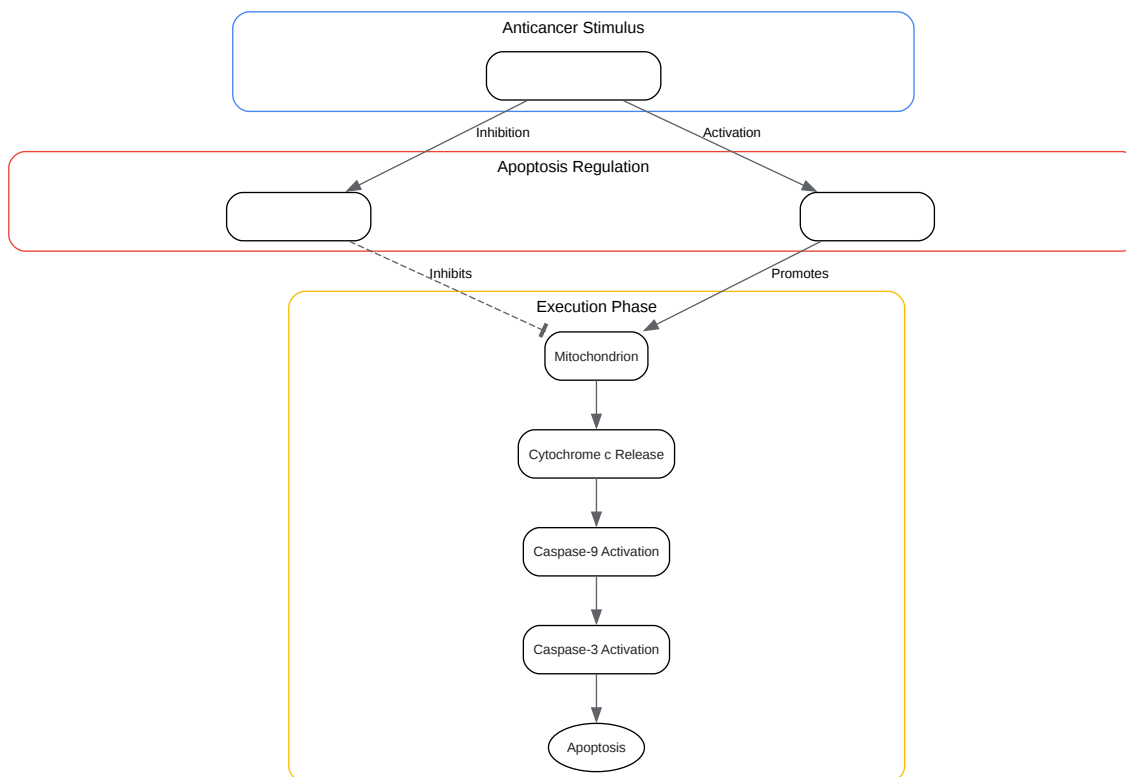 Anticancer Stimulus
Inhibition
Activation
Apoptosis Regulation
Inhibits
Promotes
Execution Phase
Mitochondrion
Cytochrome c Release
Caspase-9 Activation
Caspase-3 Activation
Apoptosis